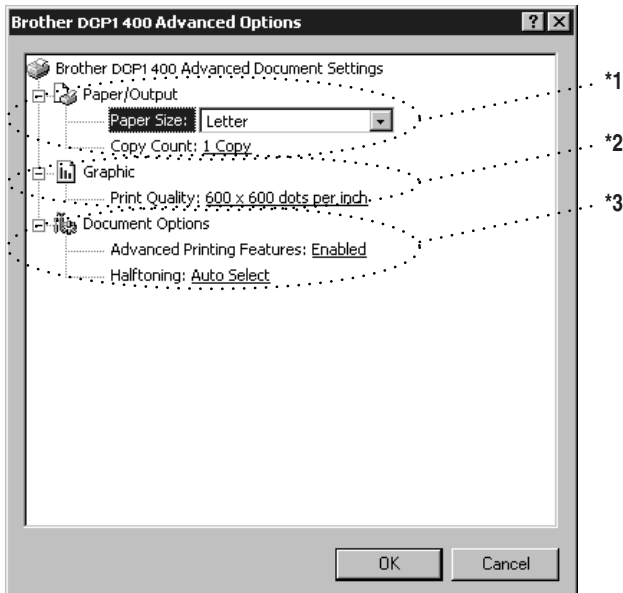 Brother DCP1400 Advanced Options
Brother DCP1400 Advanced Document Settings
Paper/Output
*1
Paper Size: Letter
Copy Count: 1 Copy
*2
Graphic
Print Quality: 600 x 600 dots per inch
*3
Document Options
Advanced Printing Features: Enabled
Halftoning: Auto Select
OK Cancel